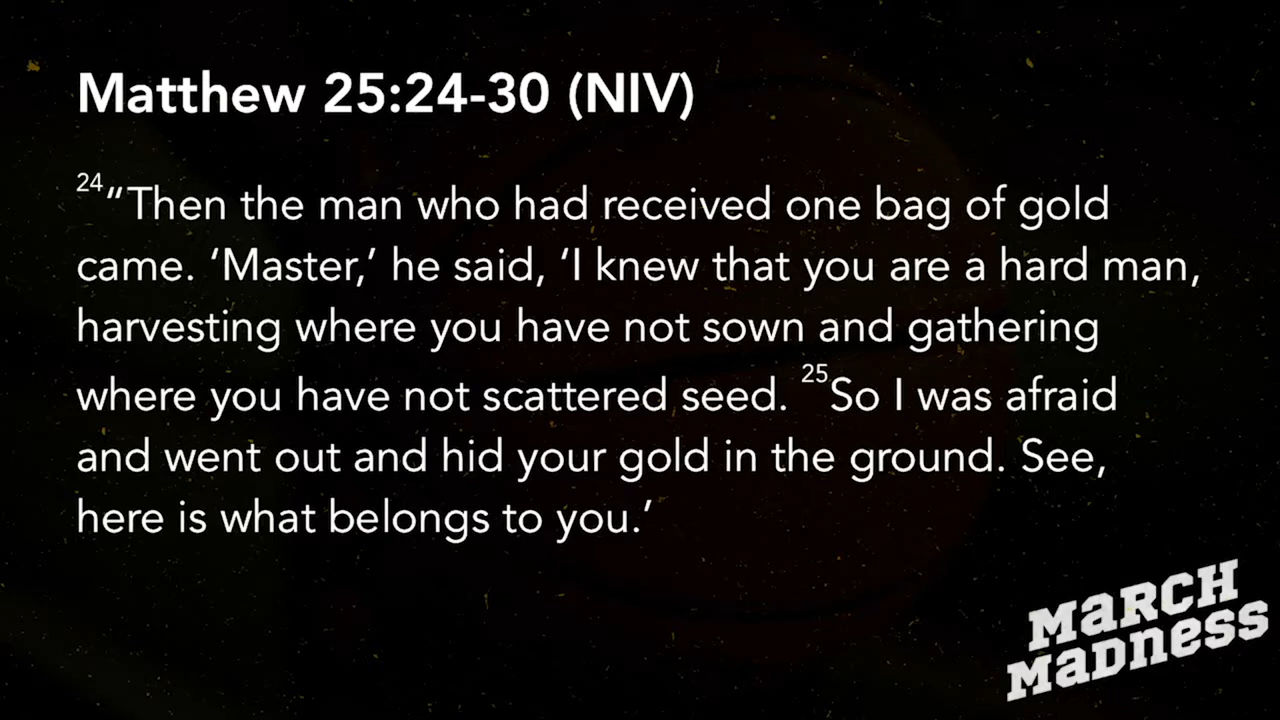 Matthew 25:24-30 (NIV)
24“Then the man who had received one bag of gold
came. ‘Master,’ he said, ‘I knew that you are a hard man,
harvesting where you have not sown and gathering
where you have not scattered seed. 25So I was afraid
and went out and hid your gold in the ground. See,
here is what belongs to you.’
MaRCH
MaDness